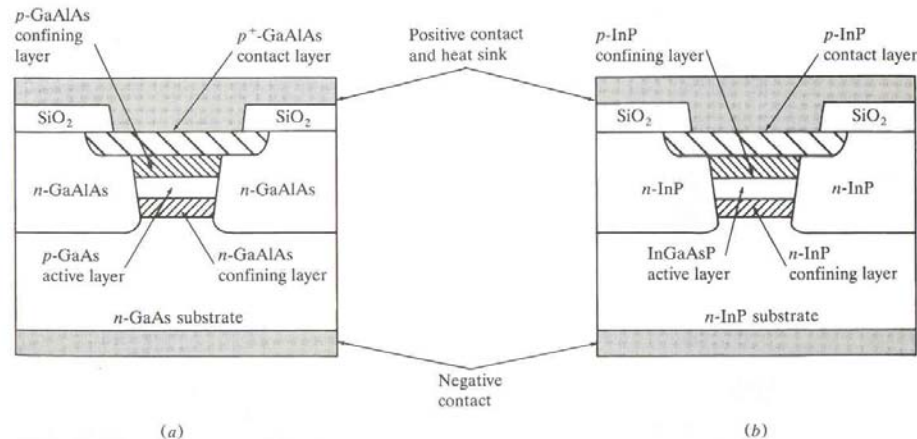 p-GaAlAs
confining
layer
p⁺-GaAlAs
contact layer
Positive contact
and heat sink
p-InP
confining layer
p-InP
contact layer
SiO₂
SiO₂
SiO₂
SiO₂
n-GaAlAs
n-GaAlAs
n-InP
n-InP
p-GaAs
active layer
n-GaAlAs
confining layer
InGaAsP
active layer
n-InP
confining layer
n-GaAs substrate
n-InP substrate
Negative
contact
(a)
(b)